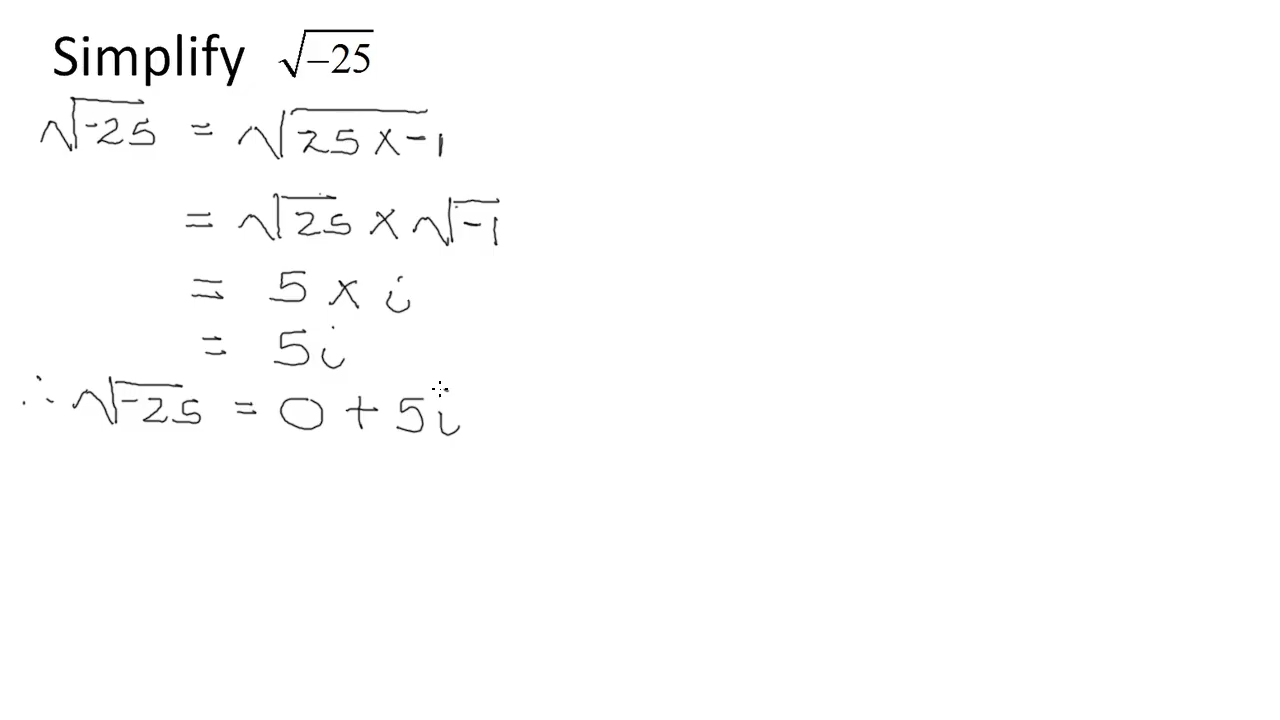 Simplify √−25
√-25 = √25 x -1
= √25 x √-1
= 5 x i
= 5i
∴ √-25 = 0 + 5i